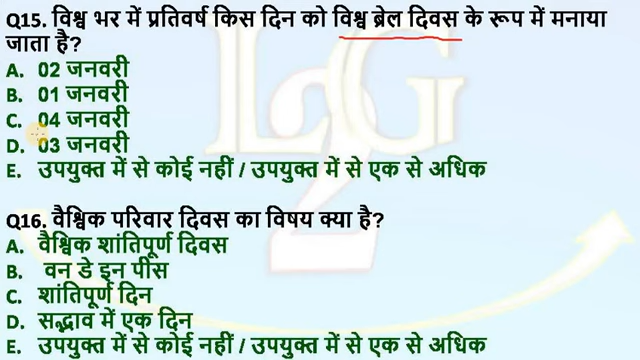 Q15. विश्व भर में प्रतिवर्ष किस दिन को विश्व ब्रेल दिवस के रूप में मनाया
जाता है?
A. 02 जनवरी
B. 01 जनवरी
C. 04 जनवरी
D. 03 जनवरी
E. उपयुक्त में से कोई नहीं / उपयुक्त में से एक से अधिक
Q16. वैश्विक परिवार दिवस का विषय क्या है?
A. वैश्विक शांतिपूर्ण दिवस
B. वन डे इन पीस
C. शांतिपूर्ण दिन
D. सद्भाव में एक दिन
E. उपयुक्त में से कोई नहीं / उपयुक्त में से एक से अधिक
L2G